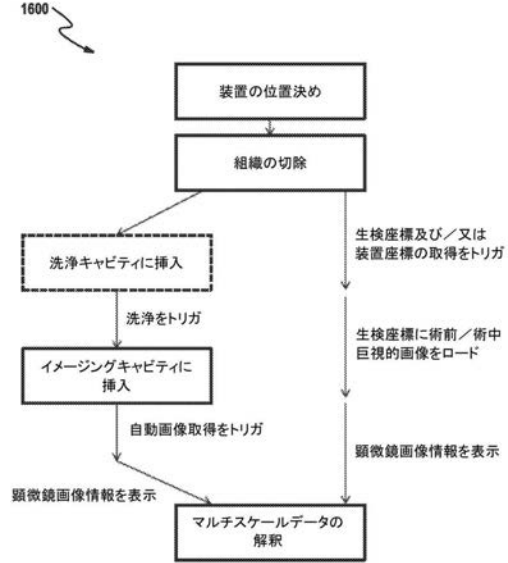 1600
装置の位置決め
組織の切除
生検座標及び／又は
装置座標の取得をトリガ
洗浄キャビティに挿入
洗浄をトリガ
生検座標に術前／術中
巨視的画像をロード
イメージングキャビティに
挿入
自動画像取得をトリガ
顕微鏡画像情報を表示
顕微鏡画像情報を表示
マルチスケールデータの
解釈